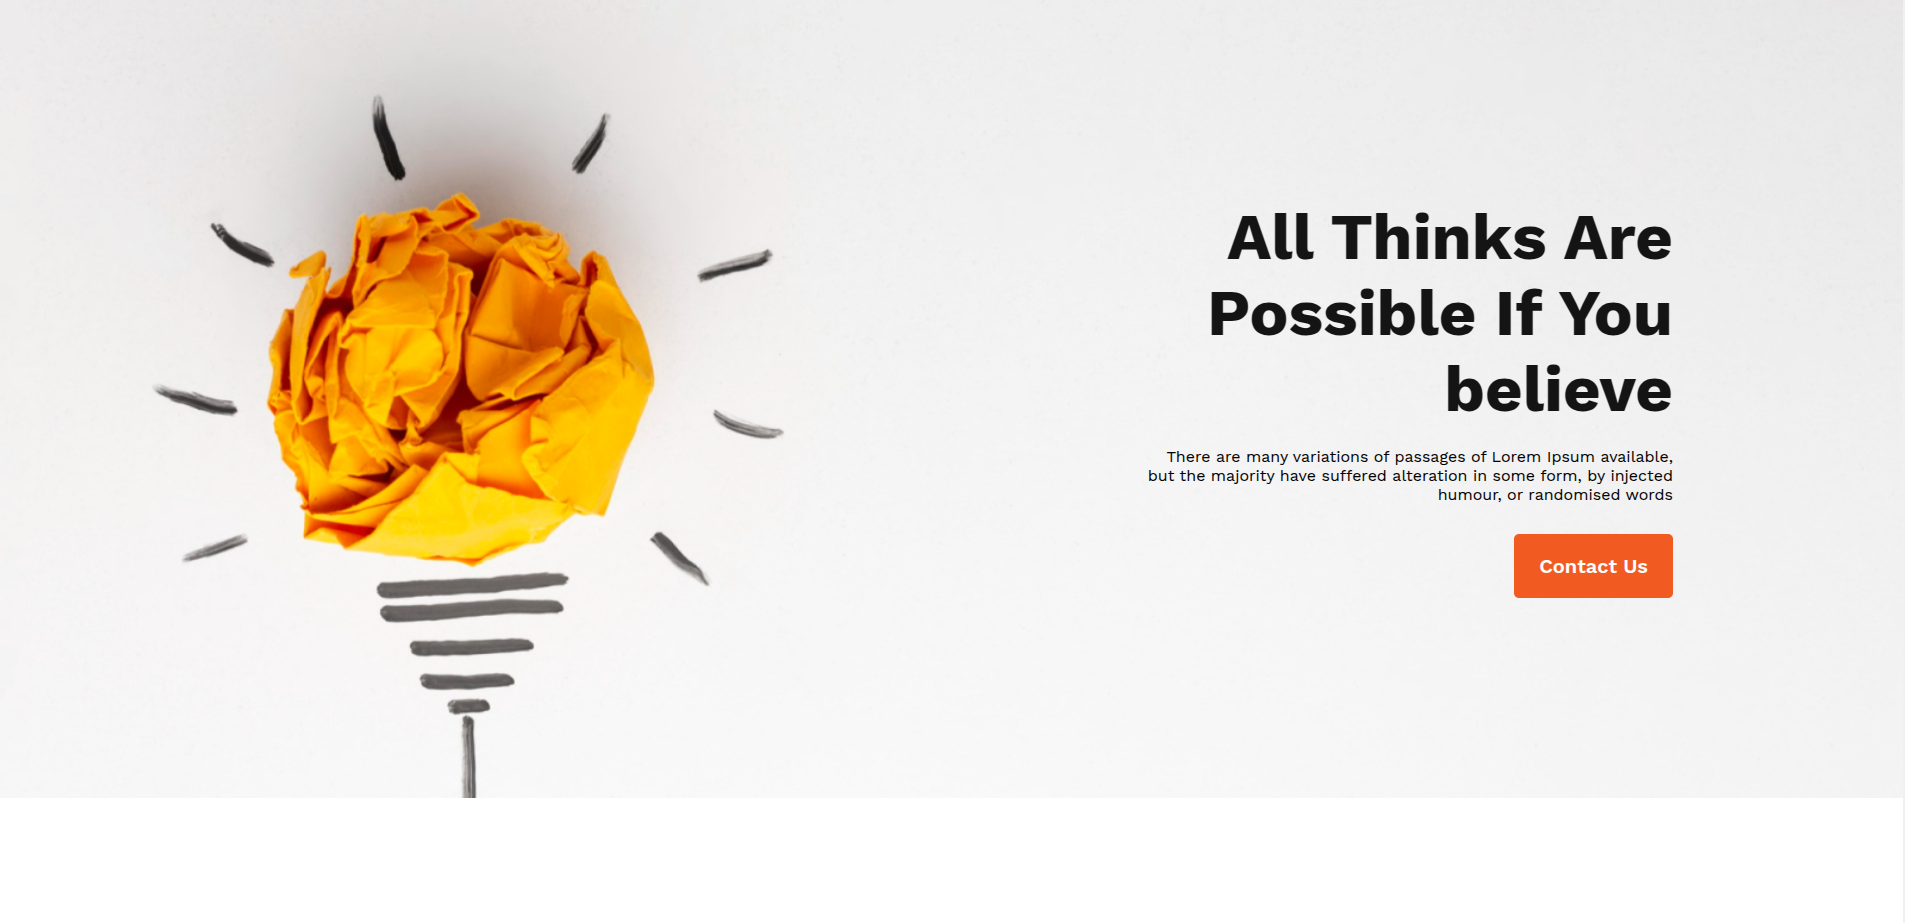 All Thinks Are
Possible If You
believe
There are many variations of passages of Lorem Ipsum available,
but the majority have suffered alteration in some form, by injected
humour, or randomised words
Contact Us